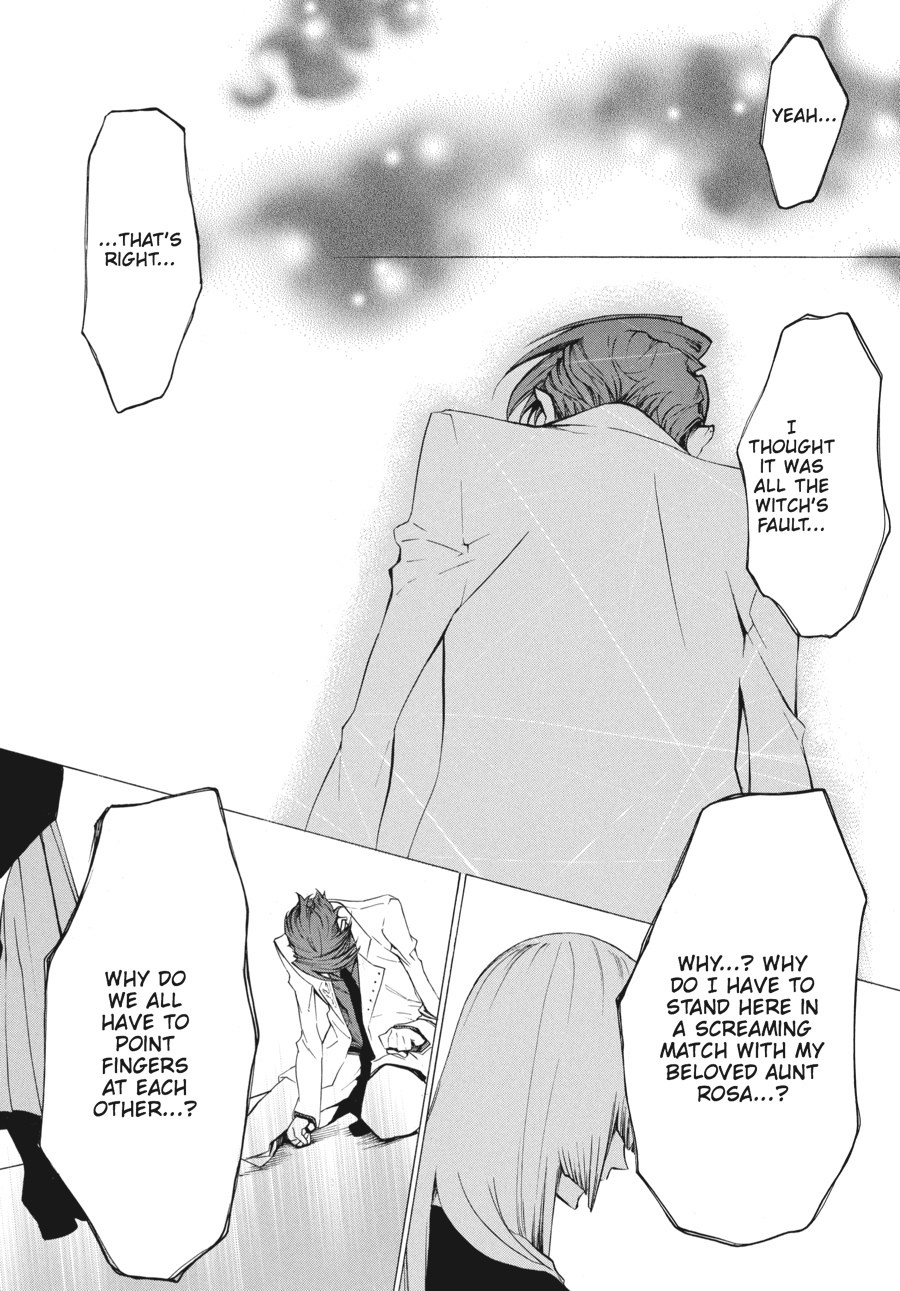 YEAH...
...THAT'S
RIGHT...
I
THOUGHT
IT WAS
ALL THE
WITCH'S
FAULT...
WHY...? WHY
DO I HAVE TO
STAND HERE IN
A SCREAMING
MATCH WITH MY
BELOVED AUNT
ROSA...?
WHY DO
WE ALL
HAVE TO
POINT
FINGERS
AT EACH
OTHER...?